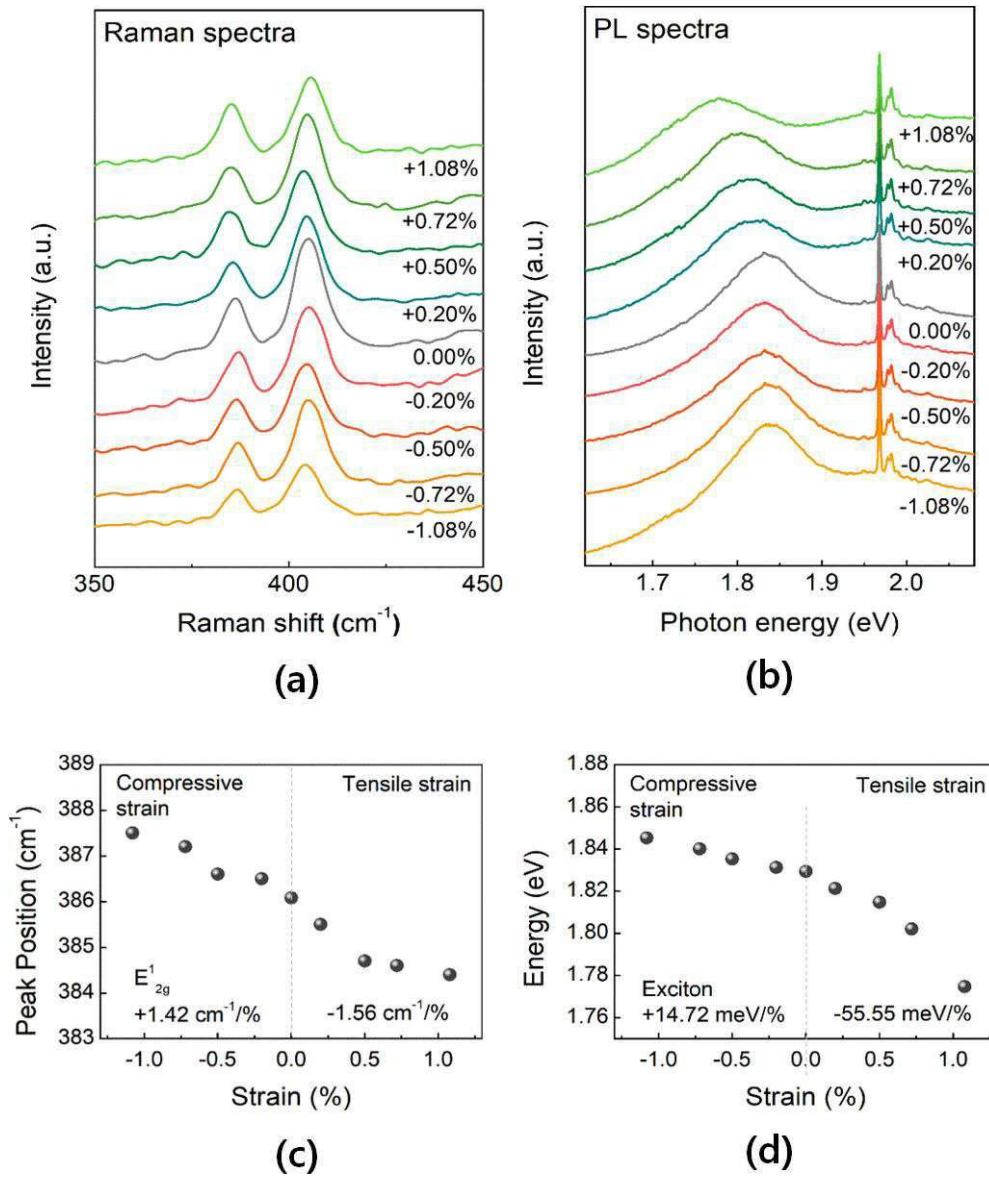 Raman spectra
Intensity (a.u.)
+1.08%
+0.72%
+0.50%
+0.20%
0.00%
-0.20%
-0.50%
-0.72%
-1.08%
350 400 450
Raman shift (cm⁻¹)
(a)
PL spectra
Intensity (a.u.)
+1.08%
+0.72%
+0.50%
+0.20%
0.00%
-0.20%
-0.50%
-0.72%
-1.08%
1.7 1.8 1.9 2.0
Photon energy (eV)
(b)
Peak Position (cm⁻¹)
389
388
387
386
385
384
383
Compressive
strain
Tensile strain
E¹₂g
+1.42 cm⁻¹/%
-1.56 cm⁻¹/%
-1.0 -0.5 0.0 0.5 1.0
Strain (%)
(c)
Energy (eV)
1.88
1.86
1.84
1.82
1.80
1.78
1.76
Compressive
strain
Tensile strain
Exciton
+14.72 meV/%
-55.55 meV/%
-1.0 -0.5 0.0 0.5 1.0
Strain (%)
(d)